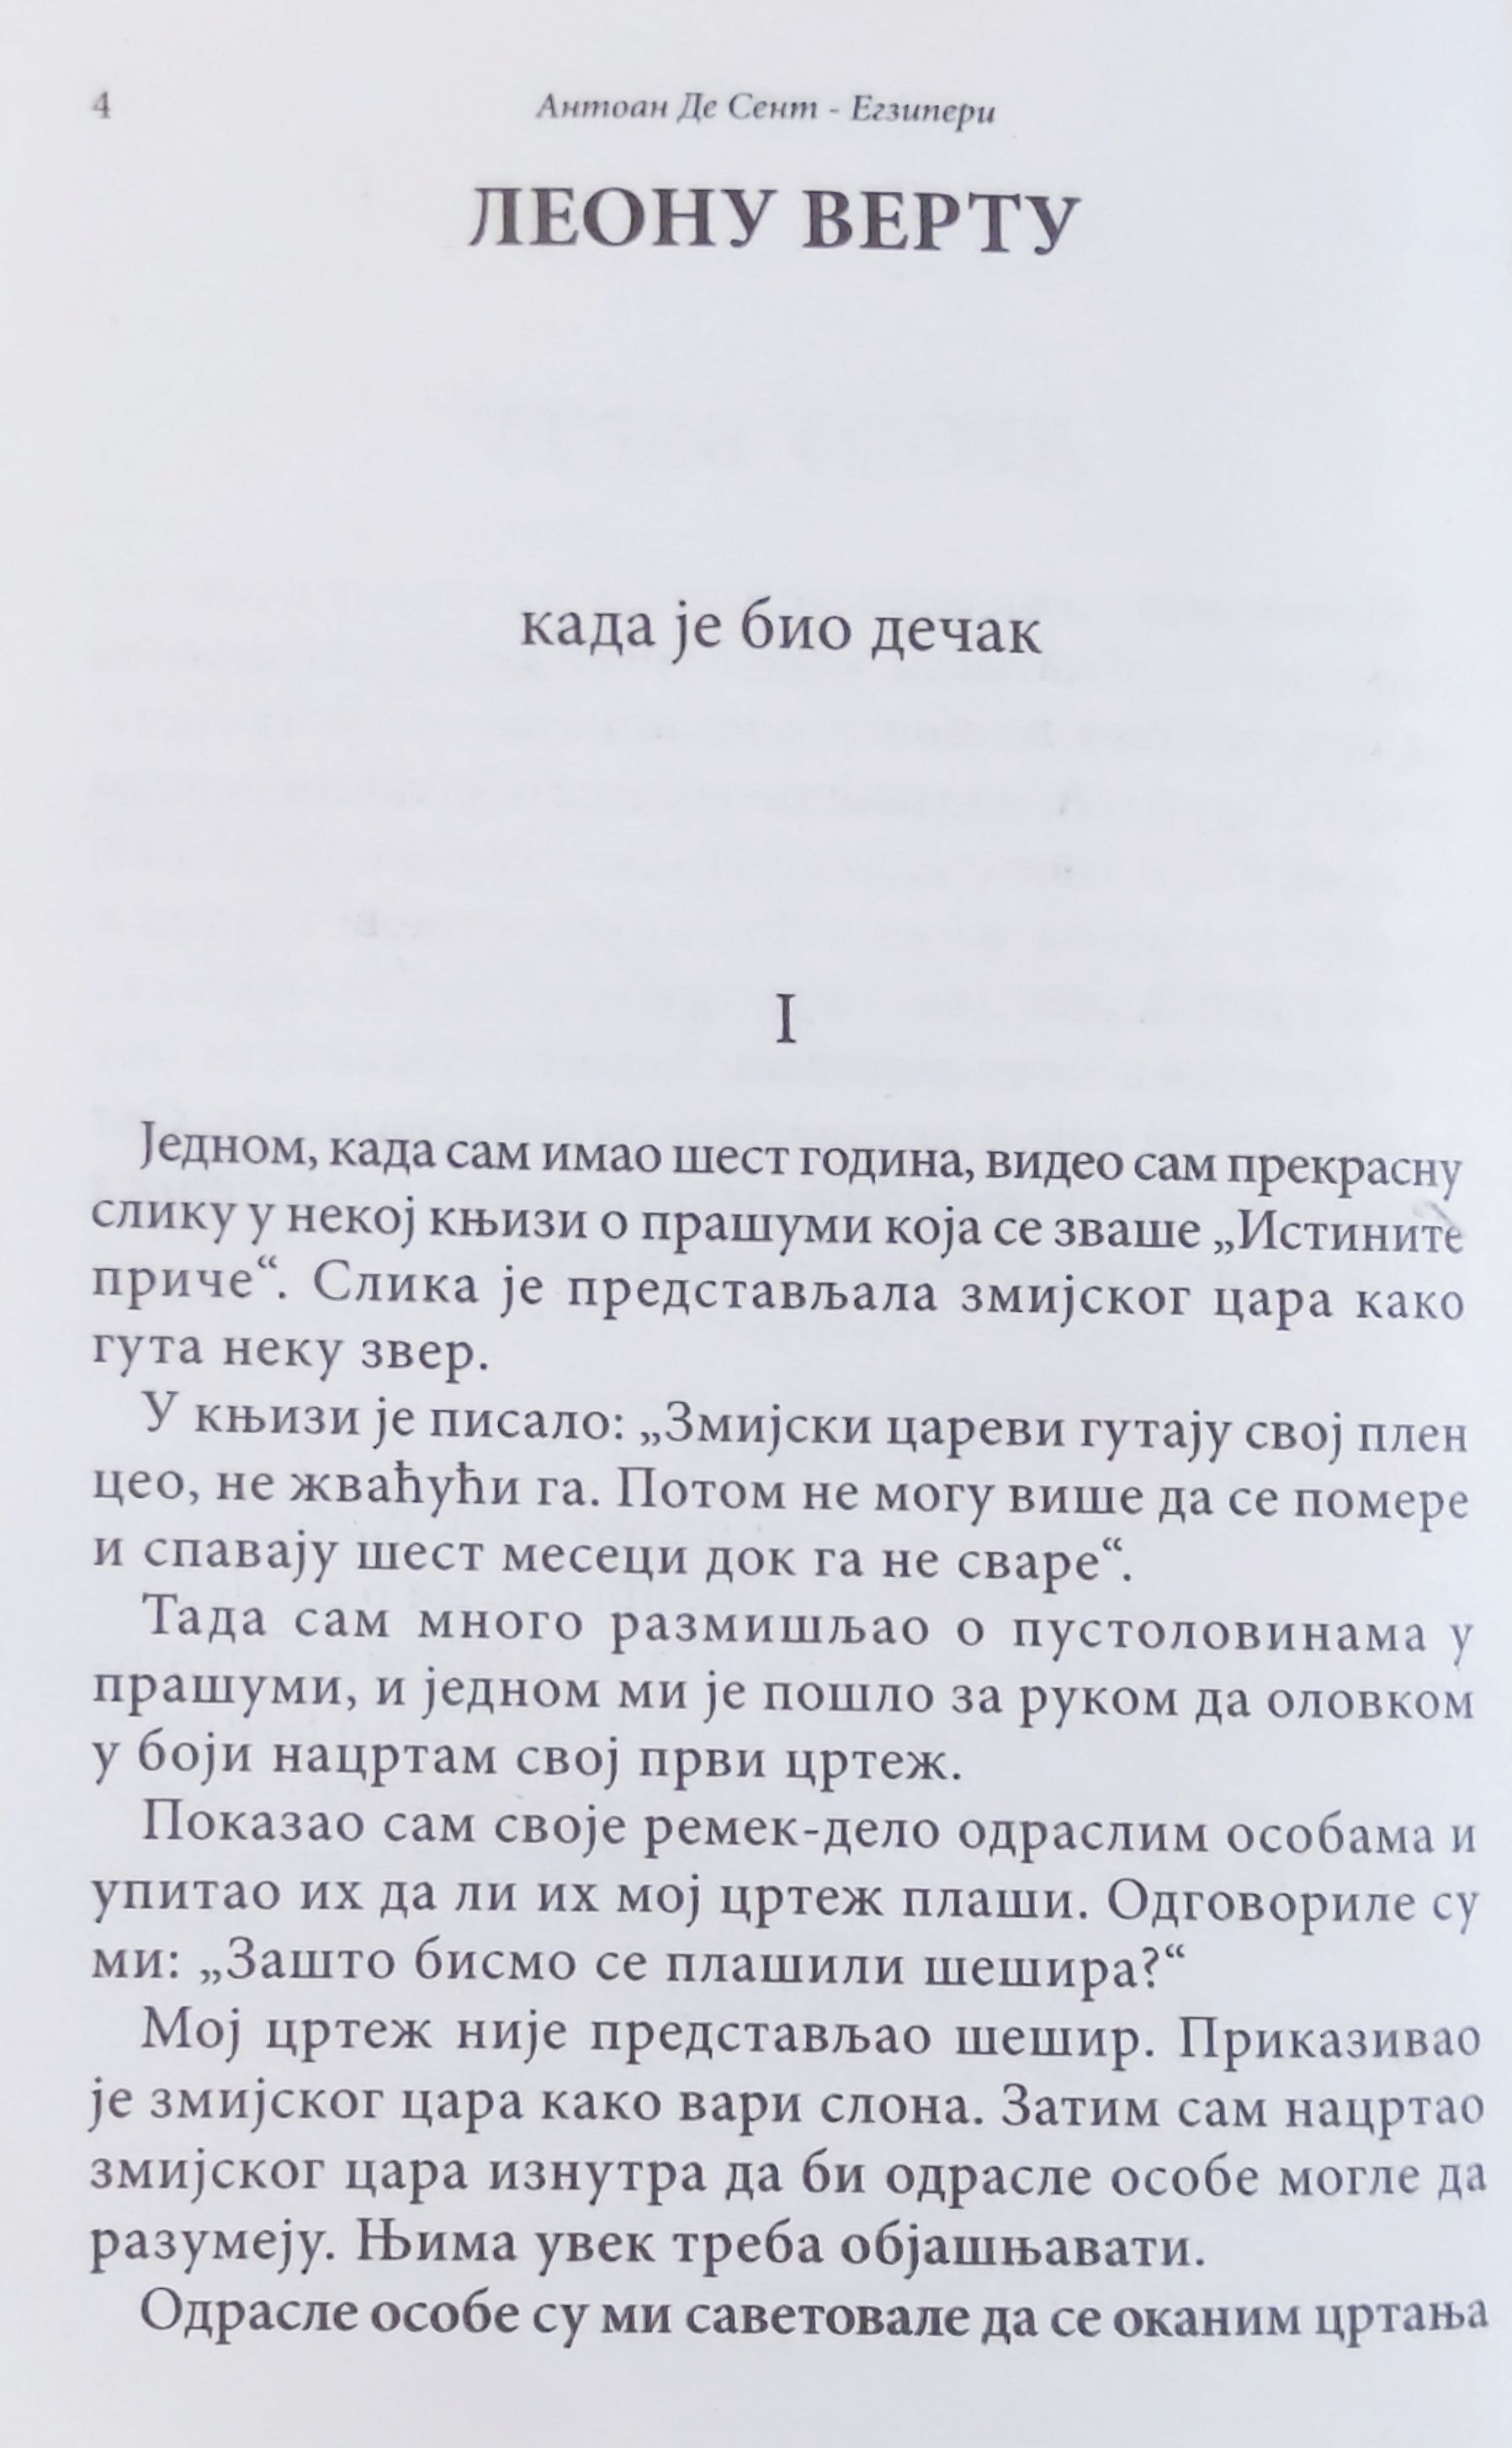 4
Антоан Де Сент - Егзипери
ЛЕОНУ ВЕРТУ
када је био дечак
I
Једном, када сам имао шест година, видео сам прекрасну
слику у некој књизи о прашуми која се зваше „Истините
приче“. Слика је представљала змијског цара како
гута неку звер.
У књизи је писало: „Змијски цареви гутају свој плен
цео, не жваћући га. Потом не могу више да се помере
и спавају шест месеци док га не сваре“.
Тада сам много размишљао о пустоловинама у
прашуми, и једном ми је пошло за руком да оловком
у боји нацртам свој први цртеж.
Показао сам своје ремек-дело одраслим особама и
упитао их да ли их мој цртеж плаши. Одговориле су
ми: „Зашто бисмо се плашили шешира?“
Мој цртеж није представљао шешир. Приказивао
је змијског цара како вари слона. Затим сам нацртао
змијског цара изнутра да би одрасле особе могле да
разумеју. Њима увек треба објашњавати.
Одрасле особе су ми саветовале да се оканим цртања